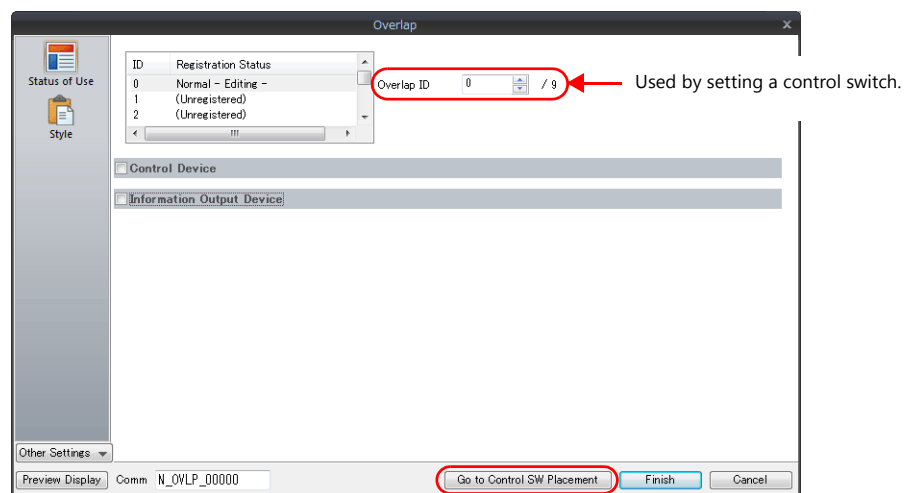 Overlap
x
Status of Use
Style
ID Registration Status
0 Normal - Editing -
1 (Unregistered)
2 (Unregistered)
Overlap ID 0 / 9
Used by setting a control switch.
Control Device
Information Output Device
Other Settings
Preview Display Comm N_OVLP_00000 Go to Control SW Placement Finish Cancel